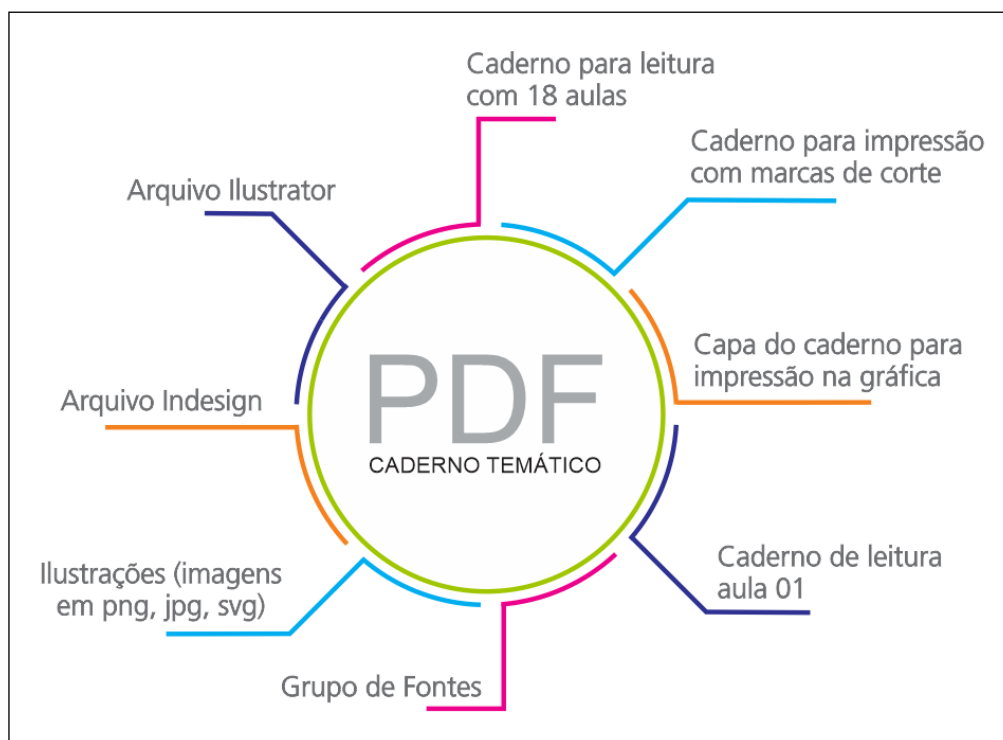 Caderno para leitura
com 18 aulas
Caderno para impressão
com marcas de corte
Arquivo Ilustrator
Capa do caderno para
impressão na gráfica
PDF
CADERNO TEMÁTICO
Arquivo Indesign
Caderno de leitura
aula 01
Ilustrações (imagens
em png, jpg, svg)
Grupo de Fontes